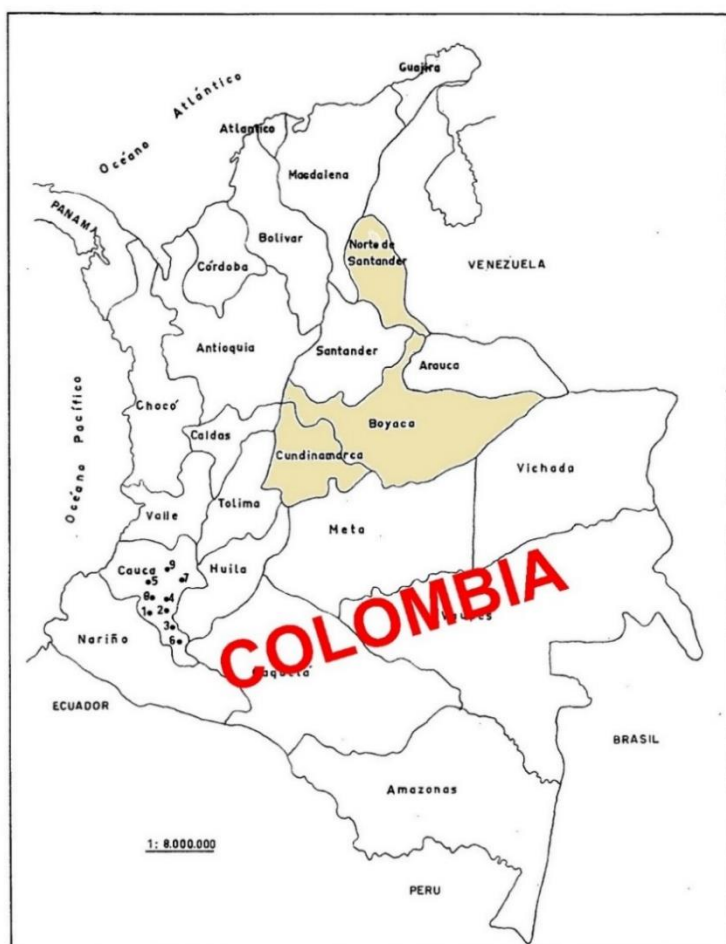 Guajira
Océano Atlántico
Atlantico
Magdalena
PANAMA
Bolívar
Norte de
Santander
Córdoba
VENEZUELA
Antioquia
Santander
Arauca
Océano Pacífico
Chocó
Boyaca
Caldas
Cundinamarca
Vichada
Tolima
Valle
Meta
Huila
Cauca
9
5
7
8
4
1
2
3
6
COLOMBIA
Nariño
ECUADOR
BRASIL
Amazonas
1: 8.000.000
PERU